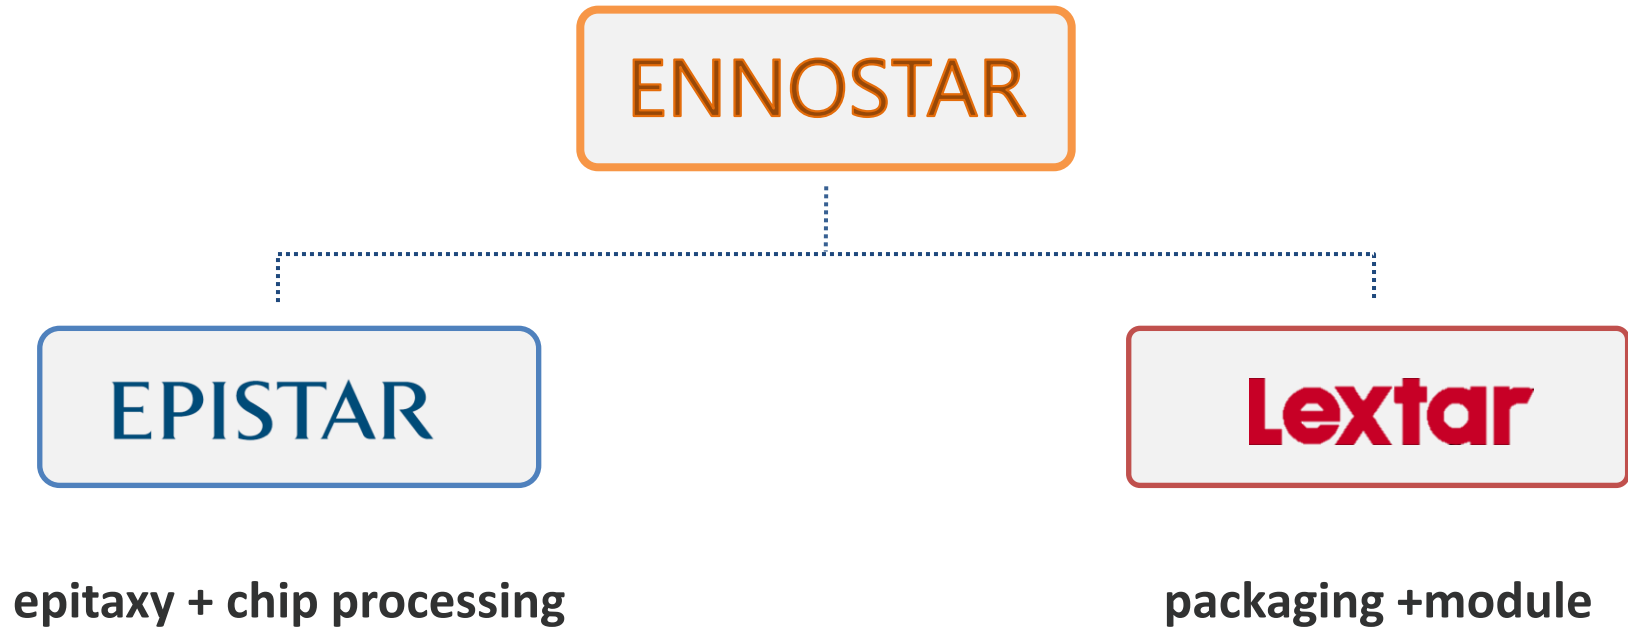 ENNOSTAR
EPISTAR
Lextar
epitaxy + chip processing
packaging +module